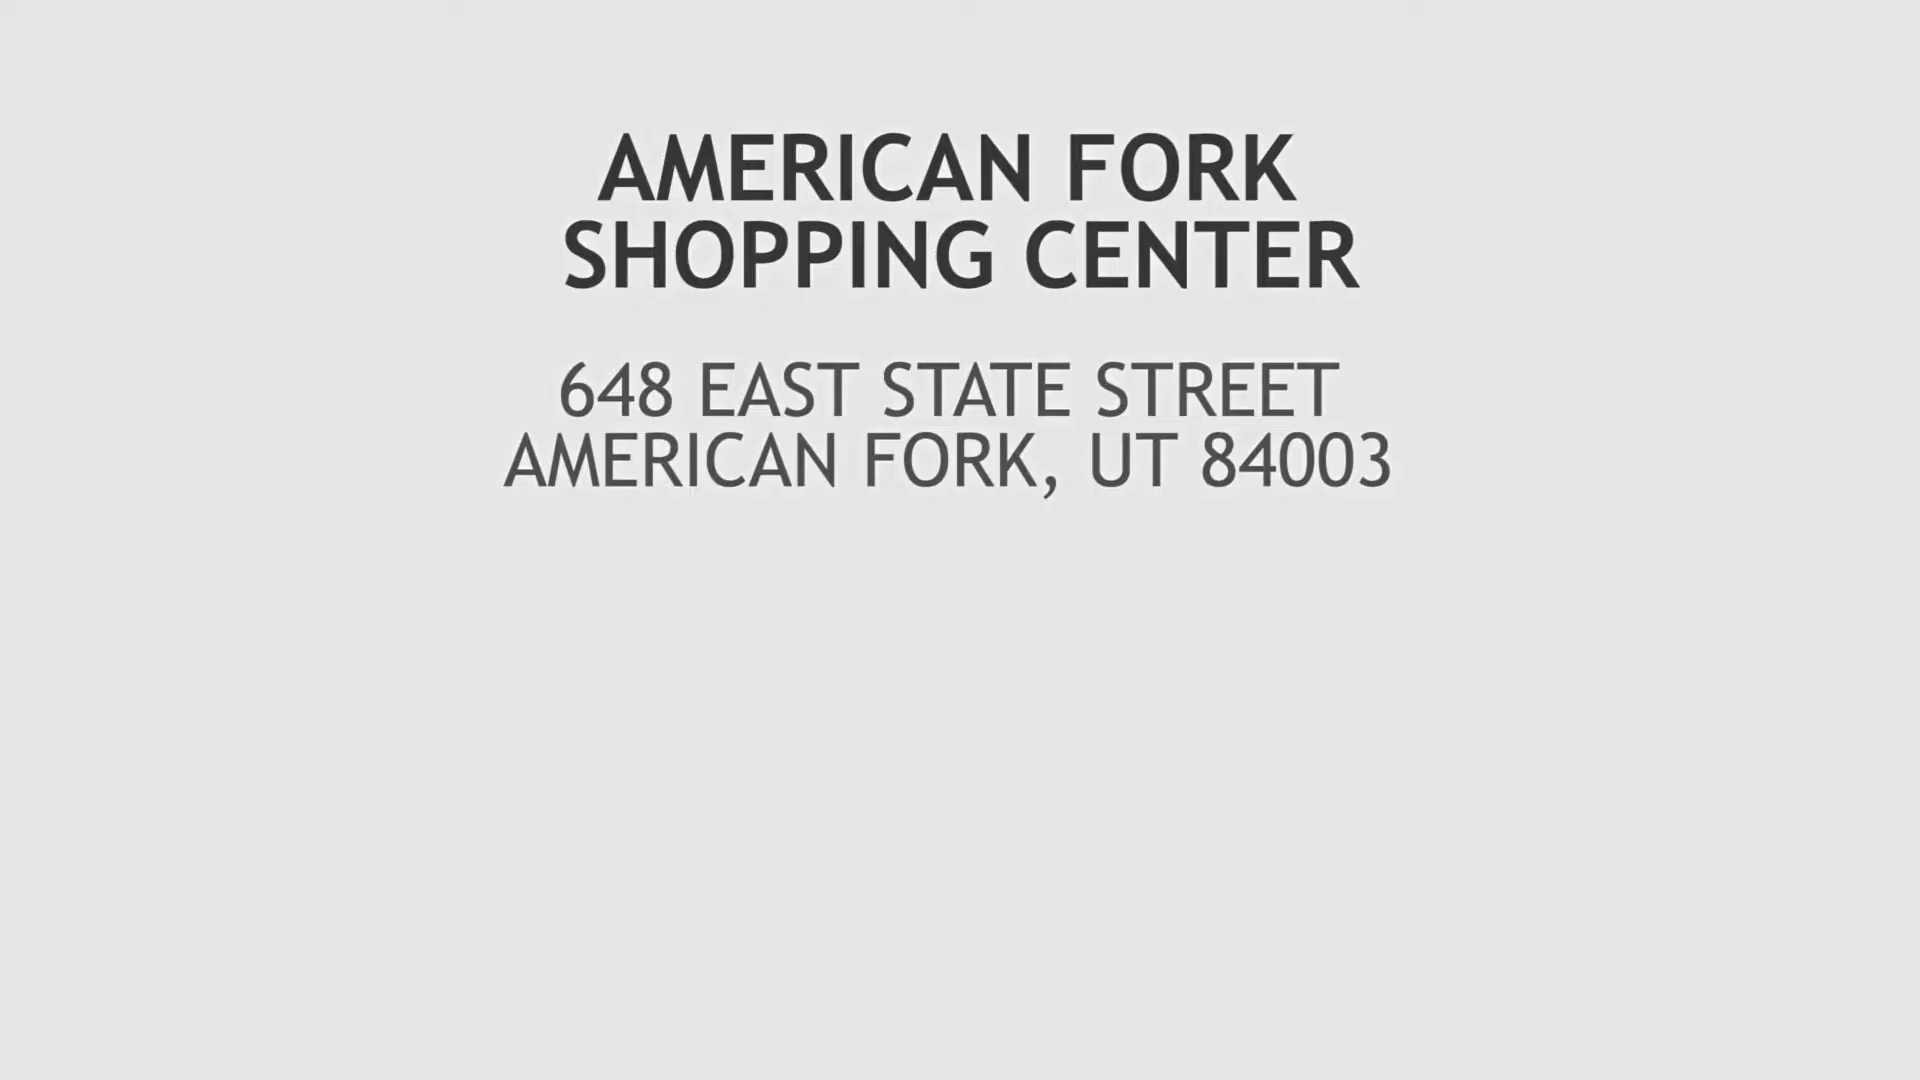 AMERICAN FORK
SHOPPING CENTER
648 EAST STATE STREET
AMERICAN FORK, UT 84003